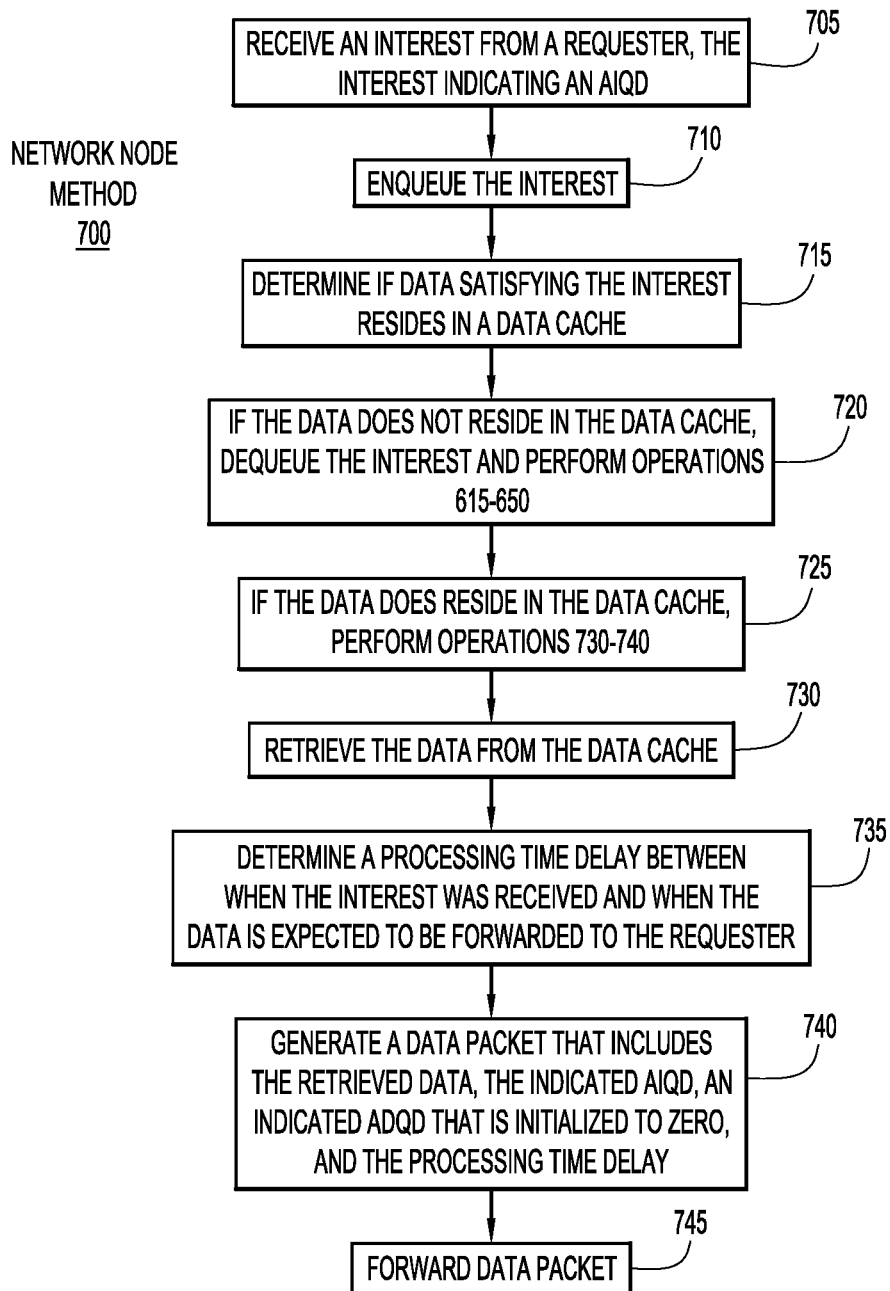 NETWORK NODE
METHOD
700
RECEIVE AN INTEREST FROM A REQUESTER, THE
INTEREST INDICATING AN AIQD
705
ENQUEUE THE INTEREST
710
DETERMINE IF DATA SATISFYING THE INTEREST
RESIDES IN A DATA CACHE
715
IF THE DATA DOES NOT RESIDE IN THE DATA CACHE,
DEQUEUE THE INTEREST AND PERFORM OPERATIONS
615-650
720
IF THE DATA DOES RESIDE IN THE DATA CACHE,
PERFORM OPERATIONS 730-740
725
RETRIEVE THE DATA FROM THE DATA CACHE
730
DETERMINE A PROCESSING TIME DELAY BETWEEN
WHEN THE INTEREST WAS RECEIVED AND WHEN THE
DATA IS EXPECTED TO BE FORWARDED TO THE REQUESTER
735
GENERATE A DATA PACKET THAT INCLUDES
THE RETRIEVED DATA, THE INDICATED AIQD, AN
INDICATED ADQD THAT IS INITIALIZED TO ZERO,
AND THE PROCESSING TIME DELAY
740
FORWARD DATA PACKET
745